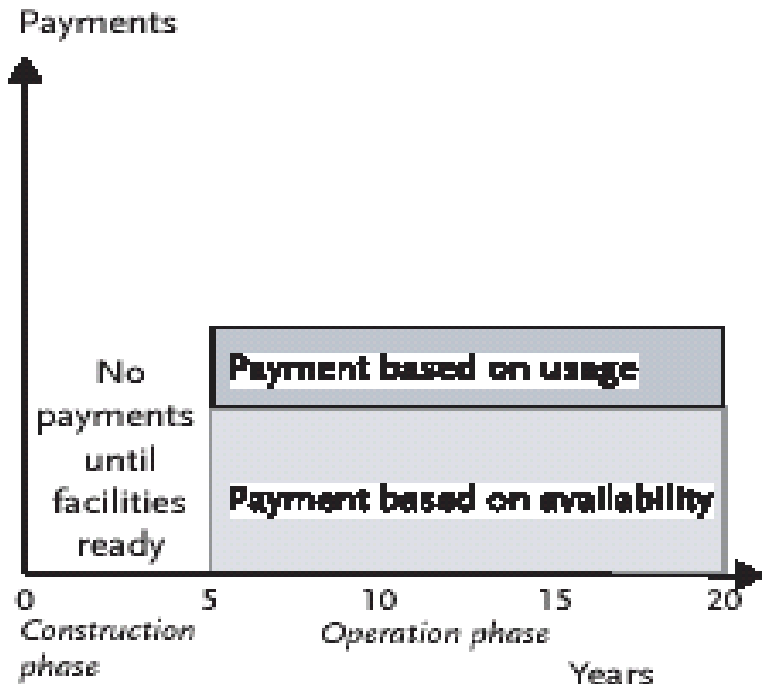 Payments
Payment based on usage
No
payments
until
facilities
ready
Payment based on availability
0 5 10 15 20
Construction
phase
Operation phase
Years